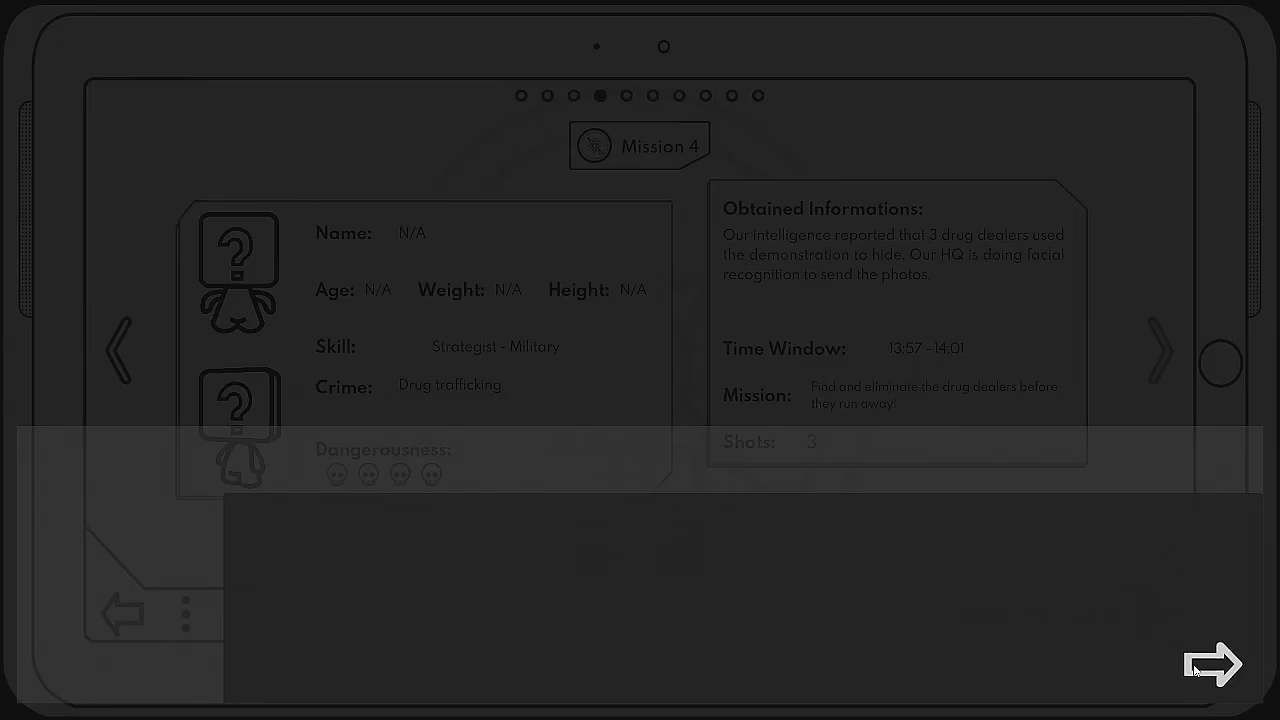 Mission 4
Name: N/A
Age: N/A Weight: N/A Height: N/A
Skill: Strategist - Military
Crime: Drug trafficking
Dangerousness:
Obtained Informations:
Our intelligence reported that 3 drug dealers used
the demonstration to hide. Our HQ is doing facial
recognition to send the photos.
Time Window: 13:57 - 14:01
Mission: Find and eliminate the drug dealers before
they run away!
Shots: 3